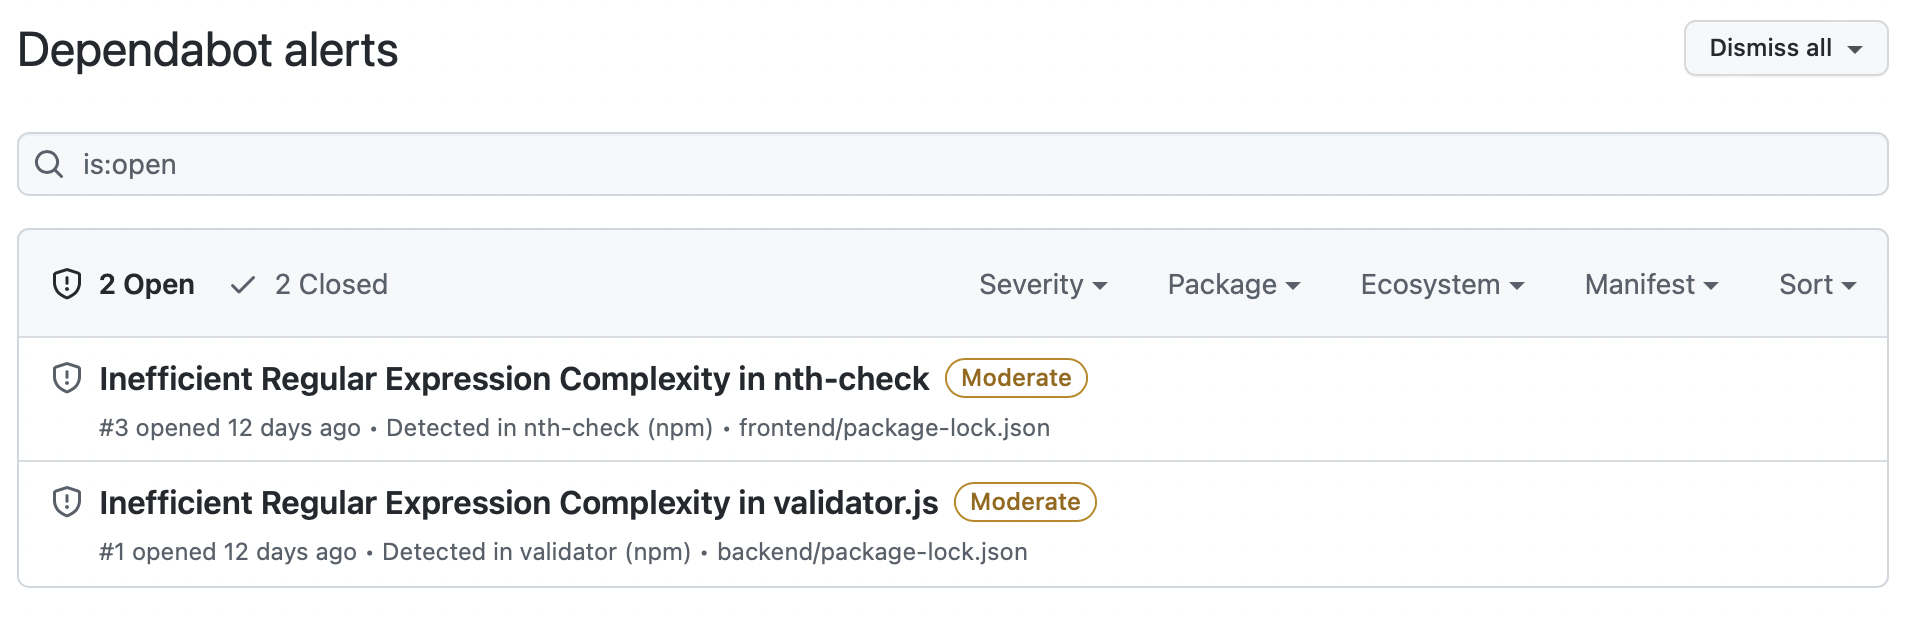 Dependabot alerts
Dismiss all
is:open
2 Open 2 Closed Severity Package Ecosystem Manifest Sort
Inefficient Regular Expression Complexity in nth-check Moderate
#3 opened 12 days ago • Detected in nth-check (npm) • frontend/package-lock.json
Inefficient Regular Expression Complexity in validator.js Moderate
#1 opened 12 days ago • Detected in validator (npm) • backend/package-lock.json